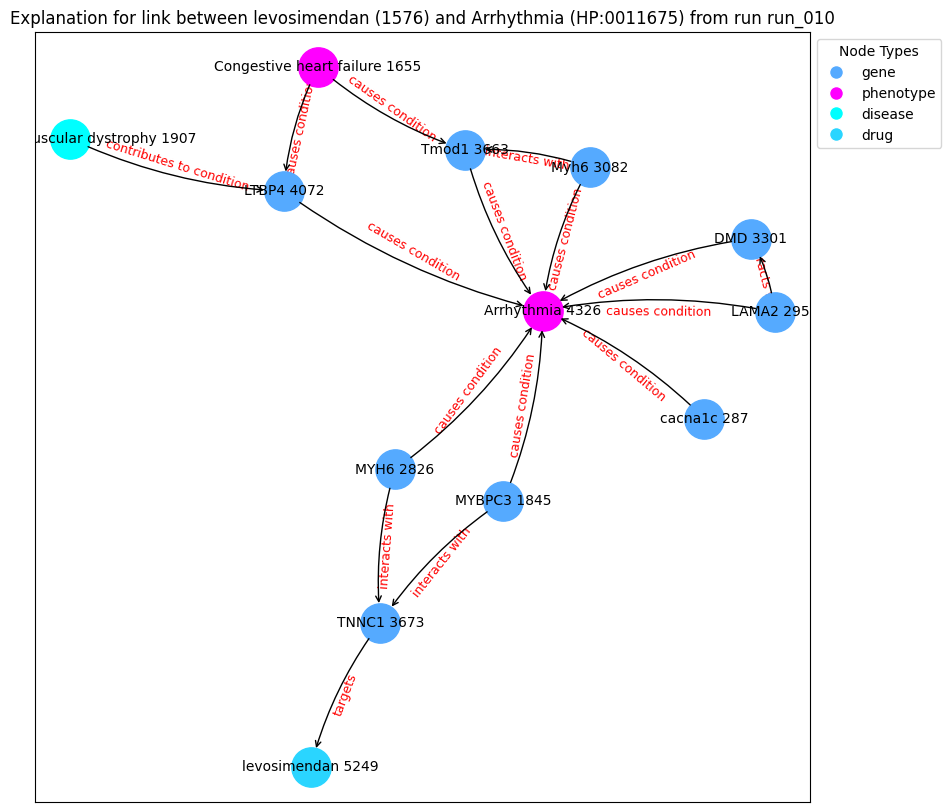 Explanation for link between levosimendan (1576) and Arrhythmia (HP:0011675) from run run_010
Node Types
gene
phenotype
disease
drug
Congestive heart failure 1655
causes condition
causes condition
uscular dystrophy 1907
contributes to condition
Tmod1 3663
interacts with
Myh6 3082
LTBP4 4072
causes condition
causes condition
causes condition
DMD 3301
causes condition
acts
Arrhythmia 4326
causes condition
LAMA2 295
causes condition
cacna1c 287
causes condition
causes condition
MYH6 2826
MYBPC3 1845
interacts with
interacts with
TNNC1 3673
targets
levosimendan 5249